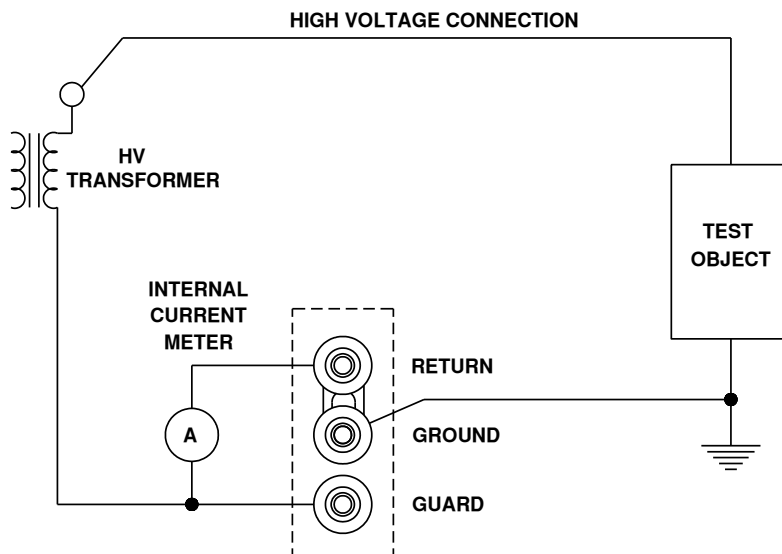 HIGH VOLTAGE CONNECTION
HV
TRANSFORMER
TEST
OBJECT
INTERNAL
CURRENT
METER
RETURN
A
GROUND
GUARD